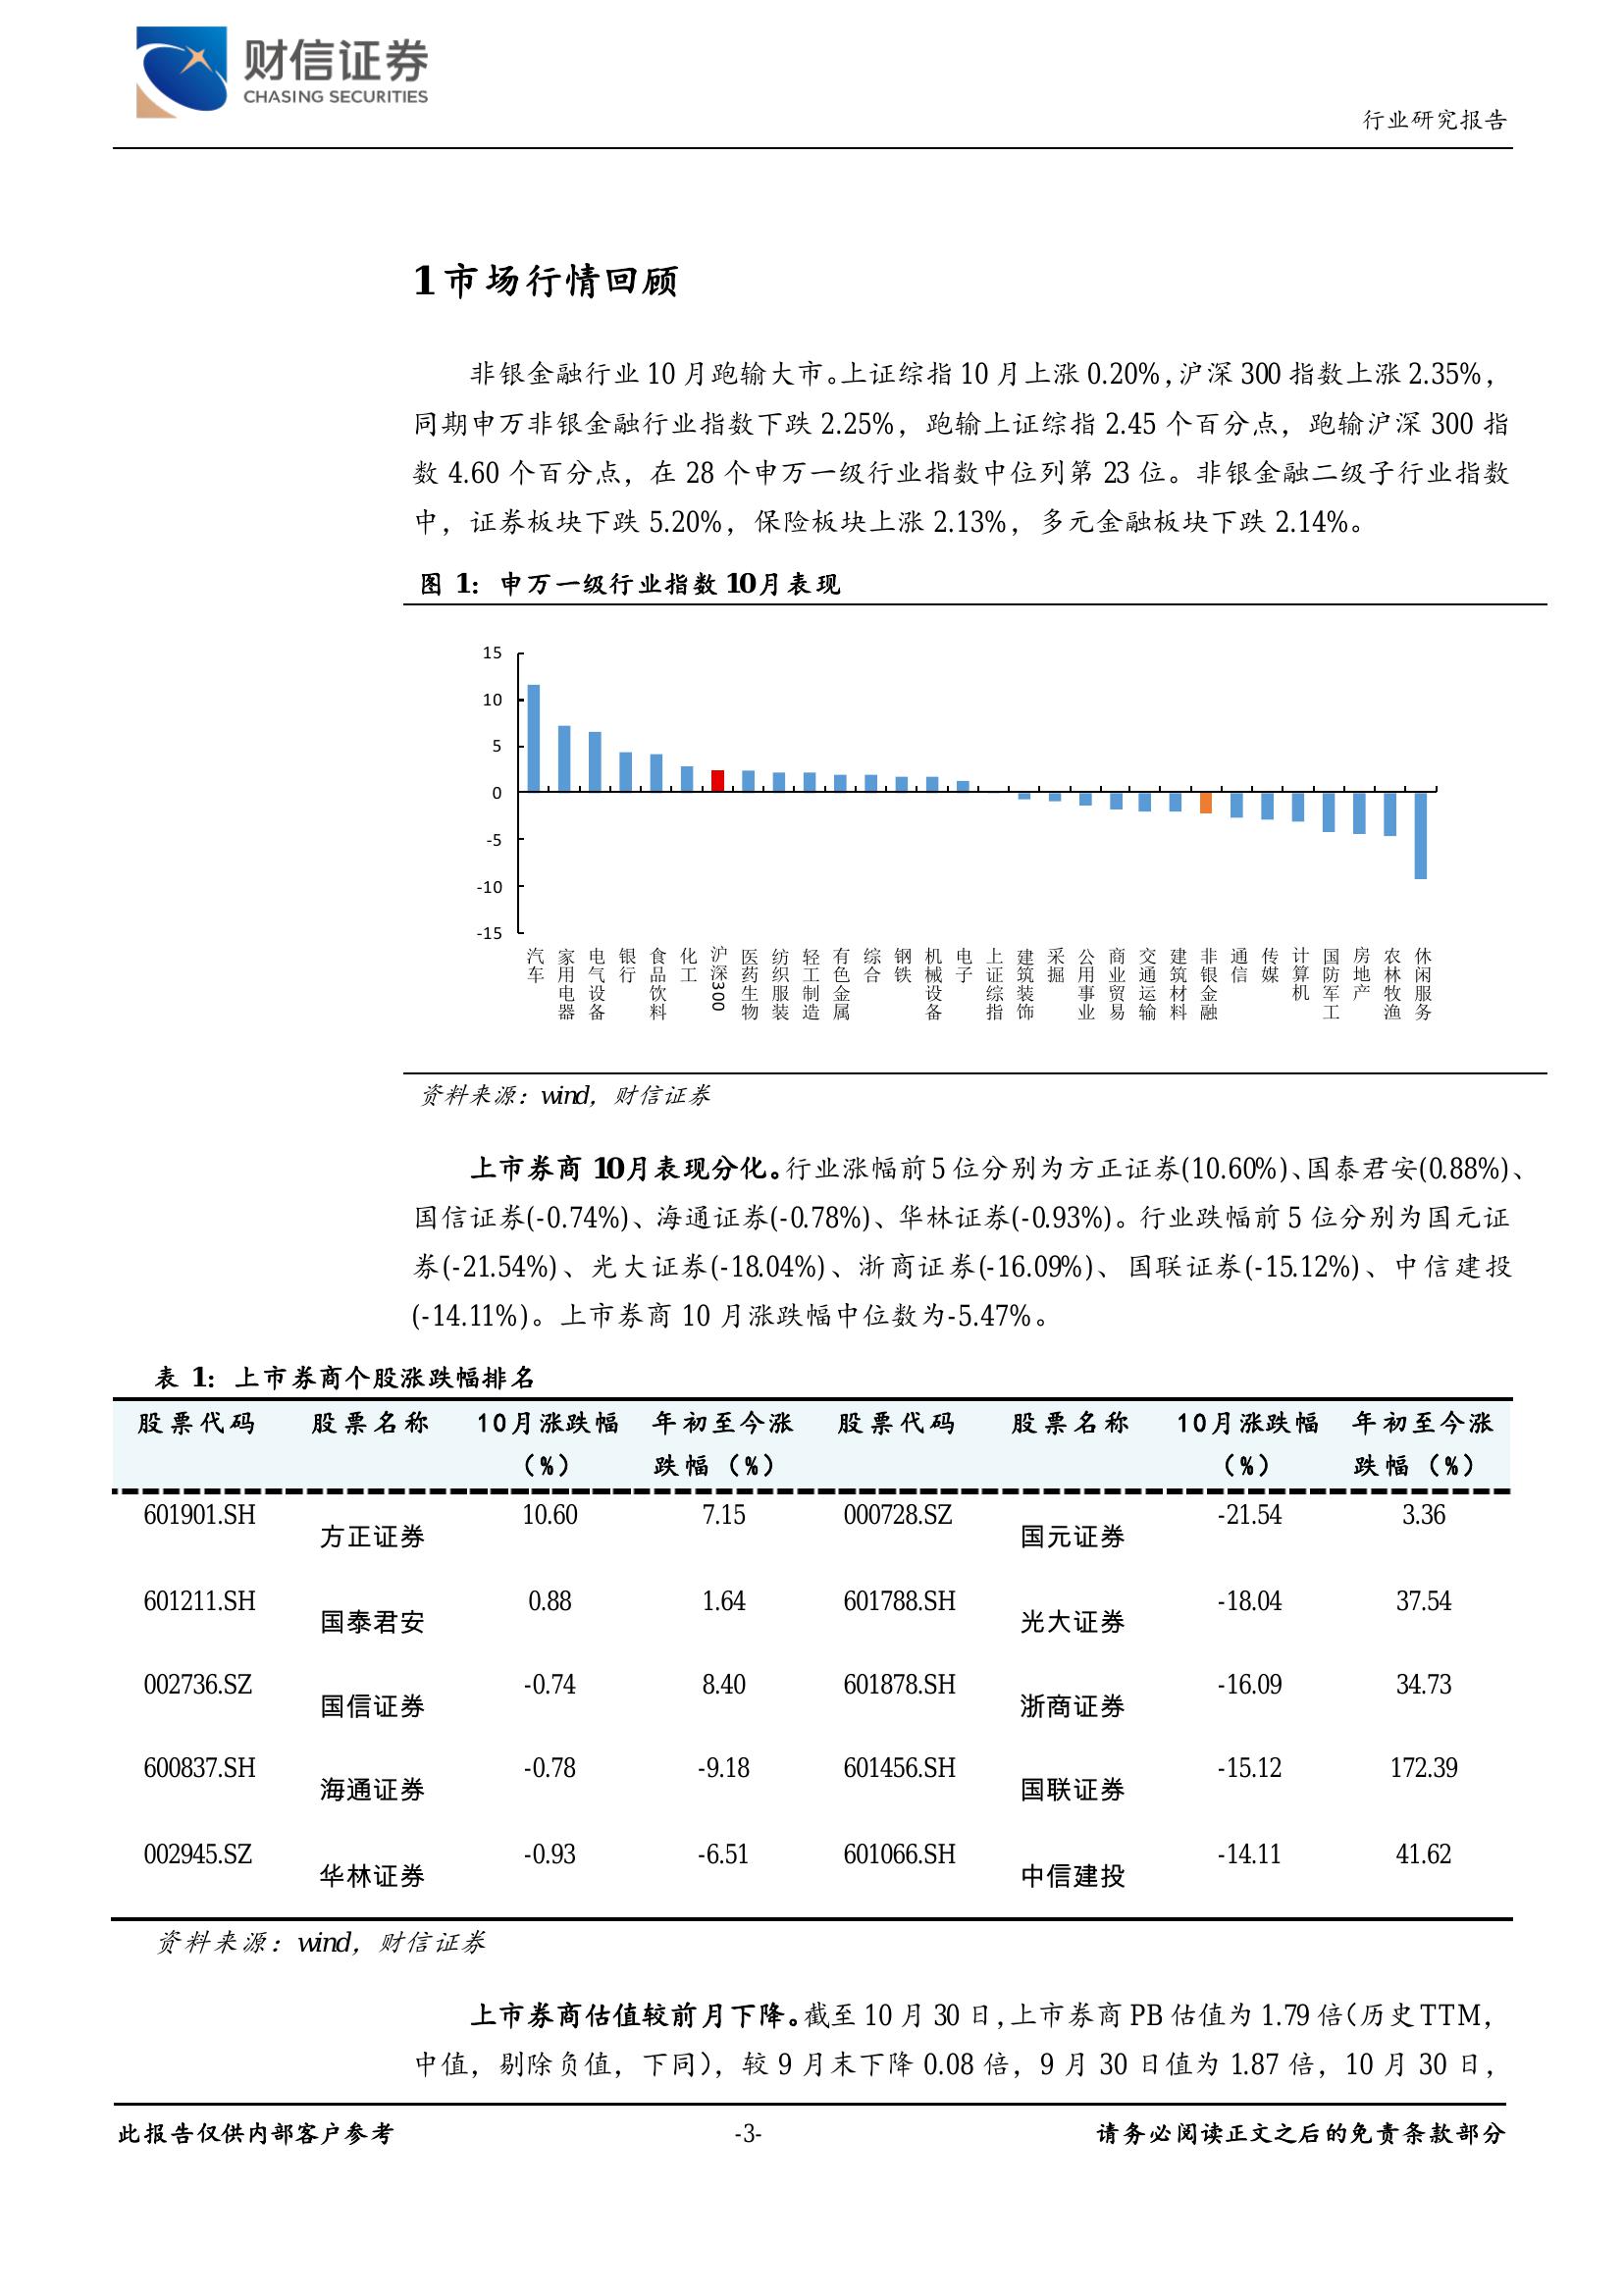 财信证券
CHASING SECURITIES
行业研究报告
1 市场行情回顾
非银金融行业 10 月跑输大市。上证综指 10 月上涨 0.20%，沪深 300 指数上涨 2.35%，
同期申万非银金融行业指数下跌 2.25%，跑输上证综指 2.45 个百分点，跑输沪深 300 指
数 4.60 个百分点，在 28 个申万一级行业指数中位列第 23 位。非银金融二级子行业指数
中，证券板块下跌 5.20%，保险板块上涨 2.13%，多元金融板块下跌 2.14%。
图 1：申万一级行业指数 10 月表现
15
10
5
0
-5
-10
-15
汽车 家用电器 电气设备 银行 食品饮料 化工 沪深300 医药生物 纺织服装 轻工制造 有色金属 综合 钢铁 机械设备 电子 上证综指 建筑装饰 采掘 公用事业 商业贸易 交通运输 建筑材料 非银金融 通信 传媒 计算机 国防军工 房地产 农林牧渔 休闲服务
资料来源：wind，财信证券
上市券商 10 月表现分化。行业涨幅前 5 位分别为方正证券(10.60%)、国泰君安(0.88%)、
国信证券(-0.74%)、海通证券(-0.78%)、华林证券(-0.93%)。行业跌幅前 5 位分别为国元证
券(-21.54%)、光大证券(-18.04%)、浙商证券(-16.09%)、国联证券(-15.12%)、中信建投
(-14.11%)。上市券商 10 月涨跌幅中位数为-5.47%。
表 1：上市券商个股涨跌幅排名
股票代码 股票名称 10月涨跌幅 年初至今涨 股票代码 股票名称 10月涨跌幅 年初至今涨
（%） 跌幅（%） （%） 跌幅（%）
601901.SH 方正证券 10.60 7.15 000728.SZ 国元证券 -21.54 3.36
601211.SH 国泰君安 0.88 1.64 601788.SH 光大证券 -18.04 37.54
002736.SZ 国信证券 -0.74 8.40 601878.SH 浙商证券 -16.09 34.73
600837.SH 海通证券 -0.78 -9.18 601456.SH 国联证券 -15.12 172.39
002945.SZ 华林证券 -0.93 -6.51 601066.SH 中信建投 -14.11 41.62
资料来源：wind，财信证券
上市券商估值较前月下降。截至 10 月 30 日，上市券商 PB 估值为 1.79 倍（历史 TTM，
中值，剔除负值，下同），较 9 月末下降 0.08 倍，9 月 30 日值为 1.87 倍，10 月 30 日，
此报告仅供内部客户参考 -3- 请务必阅读正文之后的免责条款部分